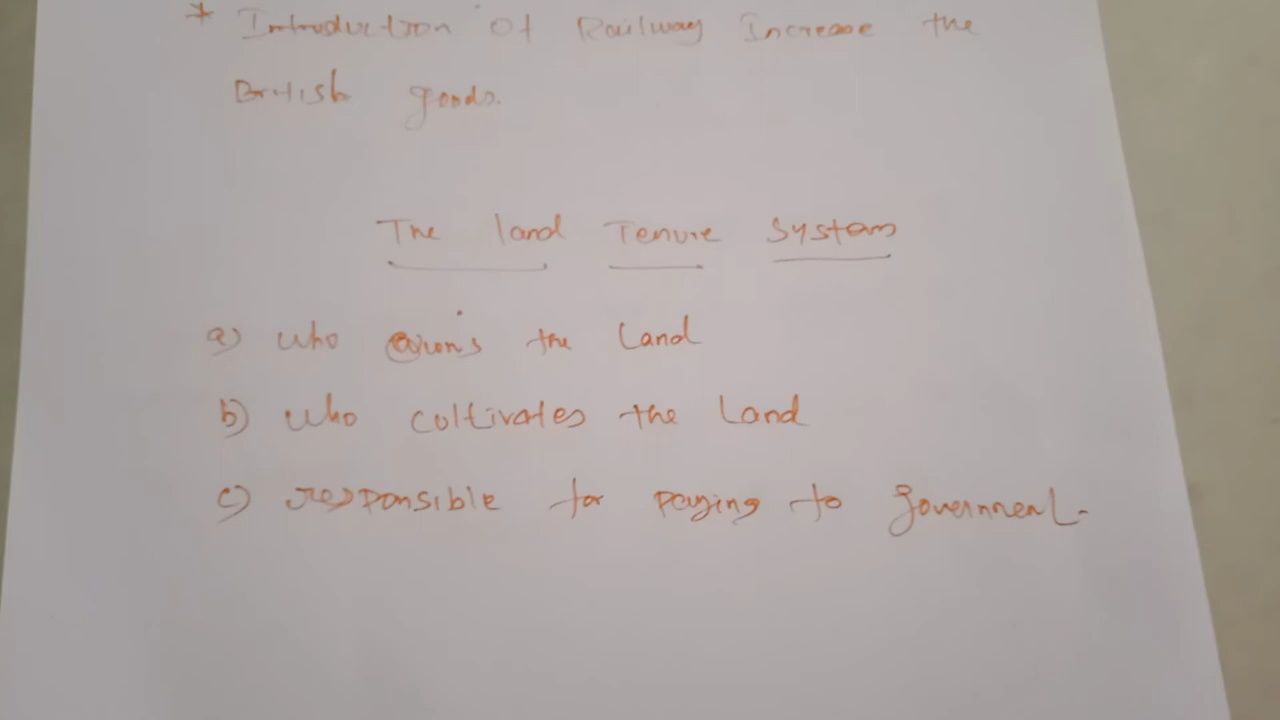 * Introduction of Railway Increase the
British goods.
The land Tenure System
a) who owns the Land
b) who cultivates the Land
c) responsible for paying to government.